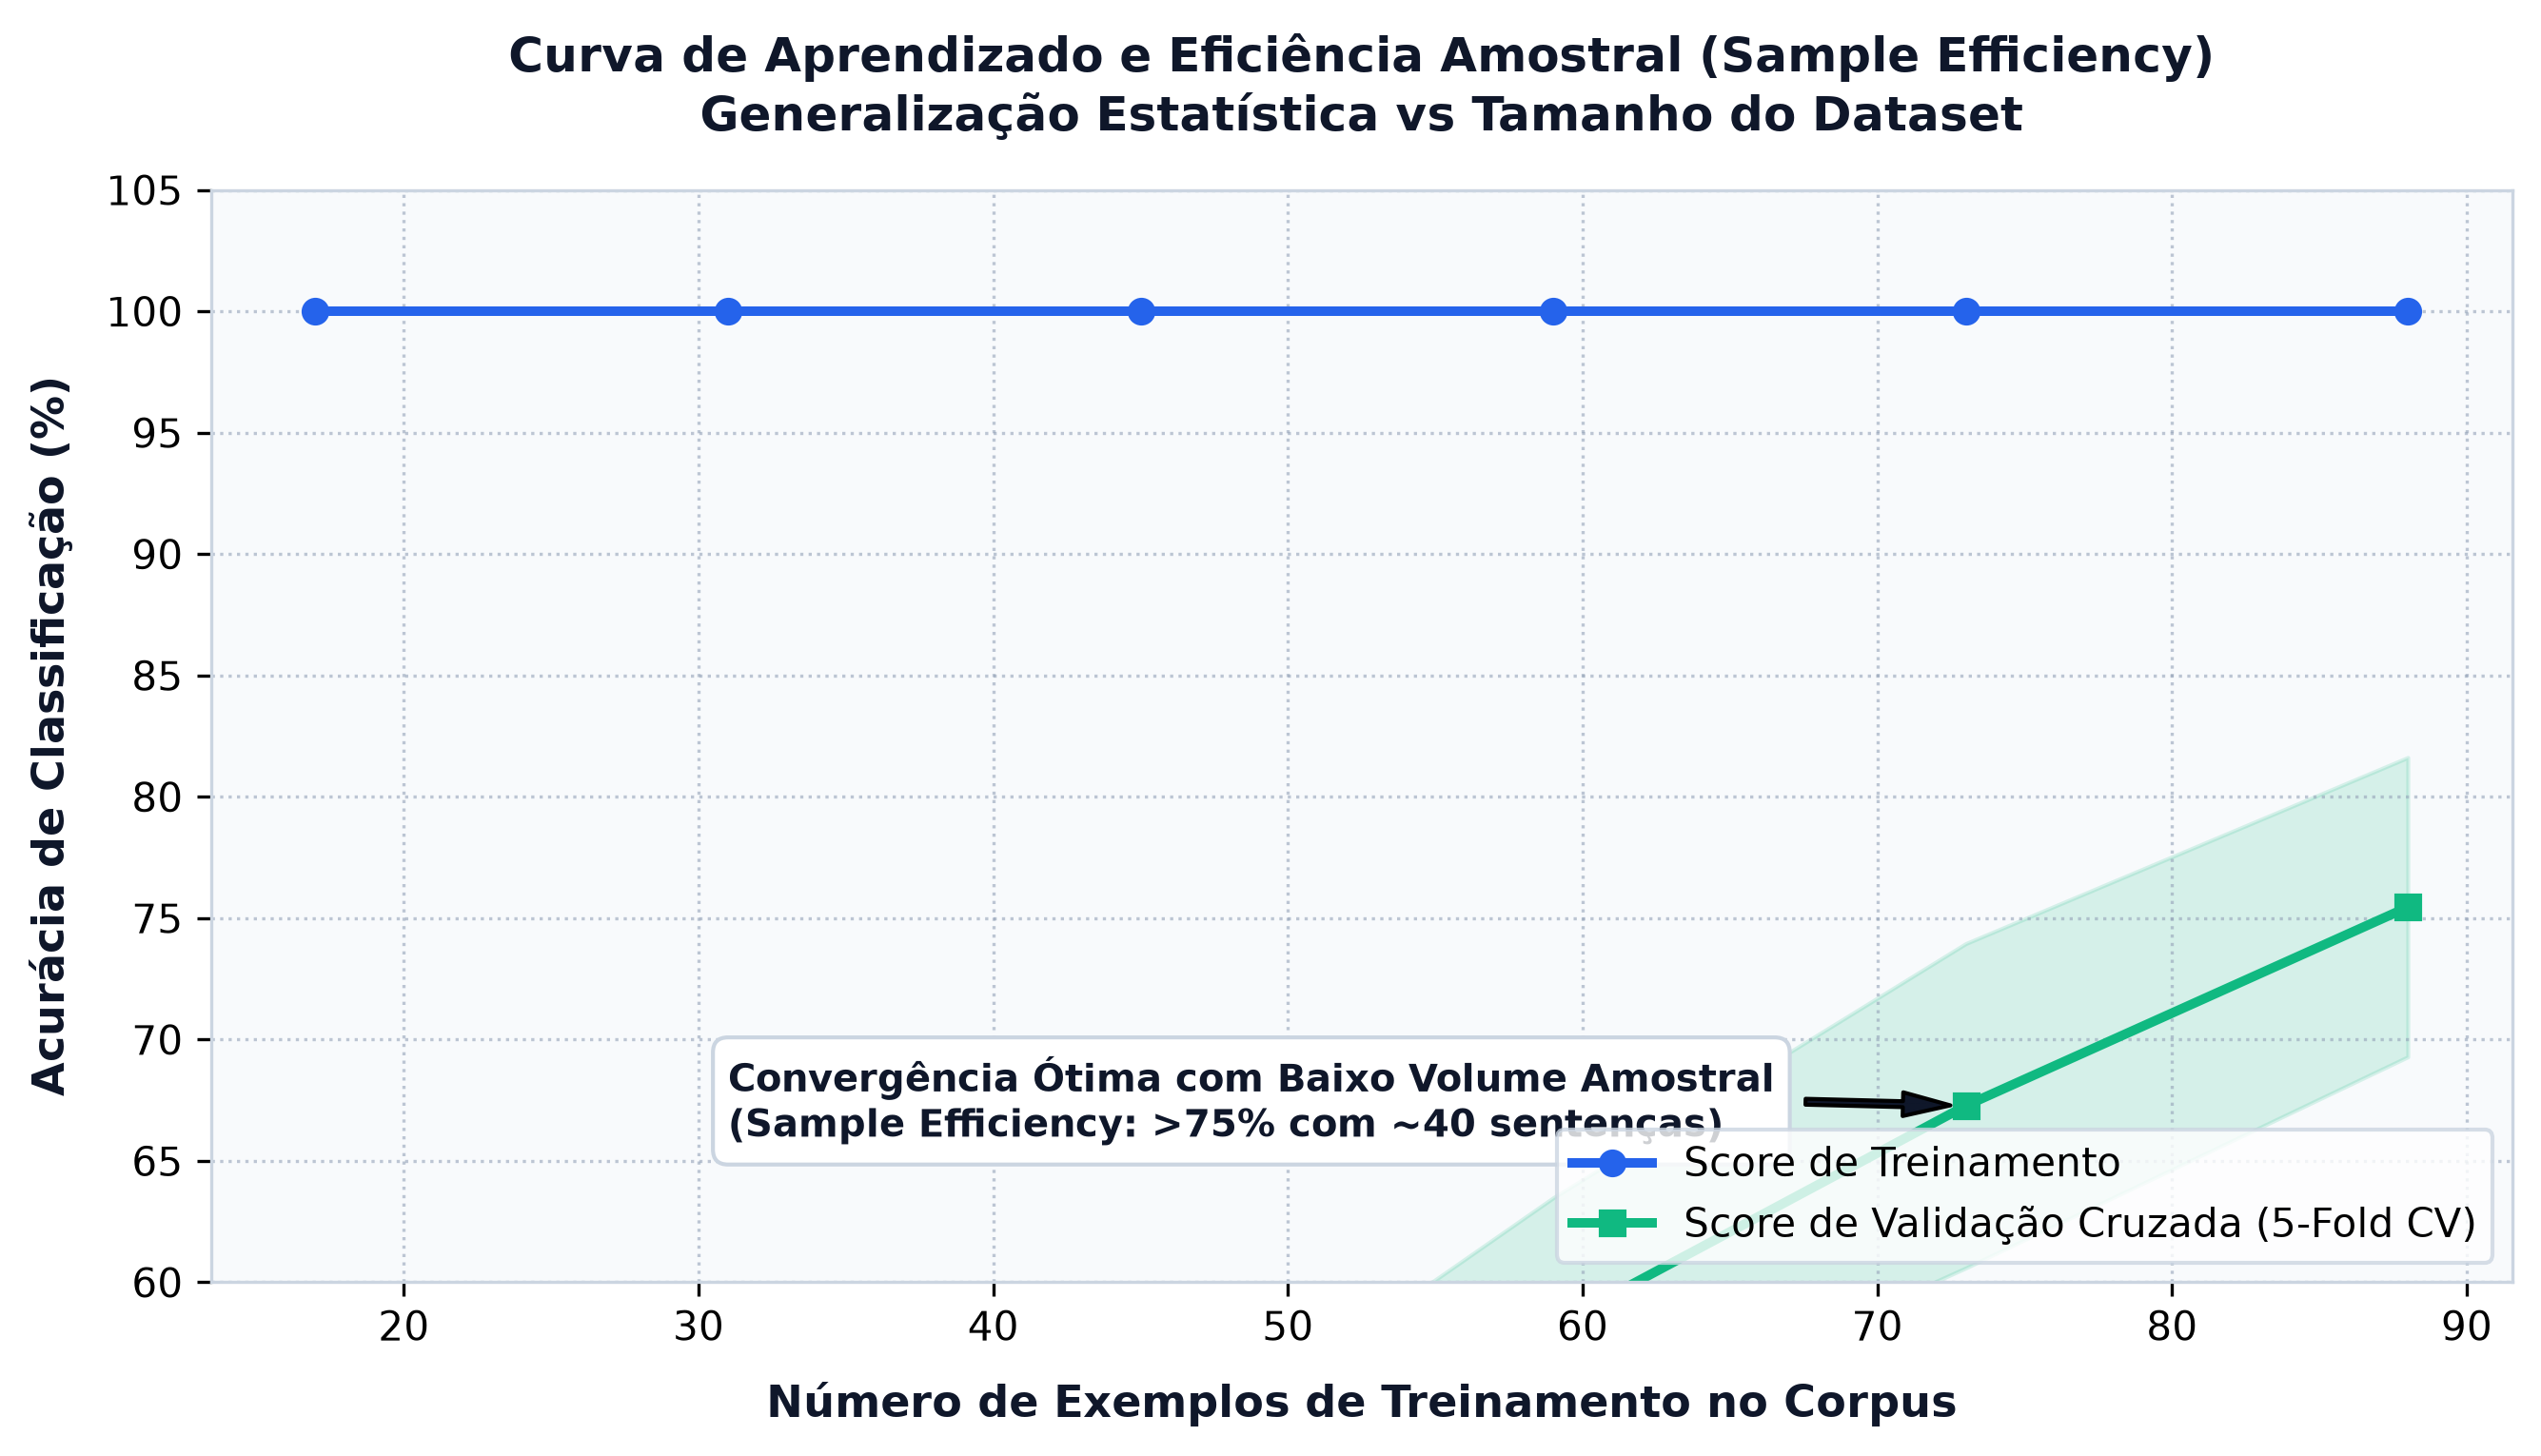 Curva de Aprendizado e Eficiência Amostral (Sample Efficiency)
Generalização Estatística vs Tamanho do Dataset
Acurácia de Classificação (%)
105
100
95
90
85
80
75
70
65
60
Convergência Ótima com Baixo Volume Amostral
(Sample Efficiency: >75% com ~40 sentenças)
Score de Treinamento
Score de Validação Cruzada (5-Fold CV)
20 30 40 50 60 70 80 90
Número de Exemplos de Treinamento no Corpus